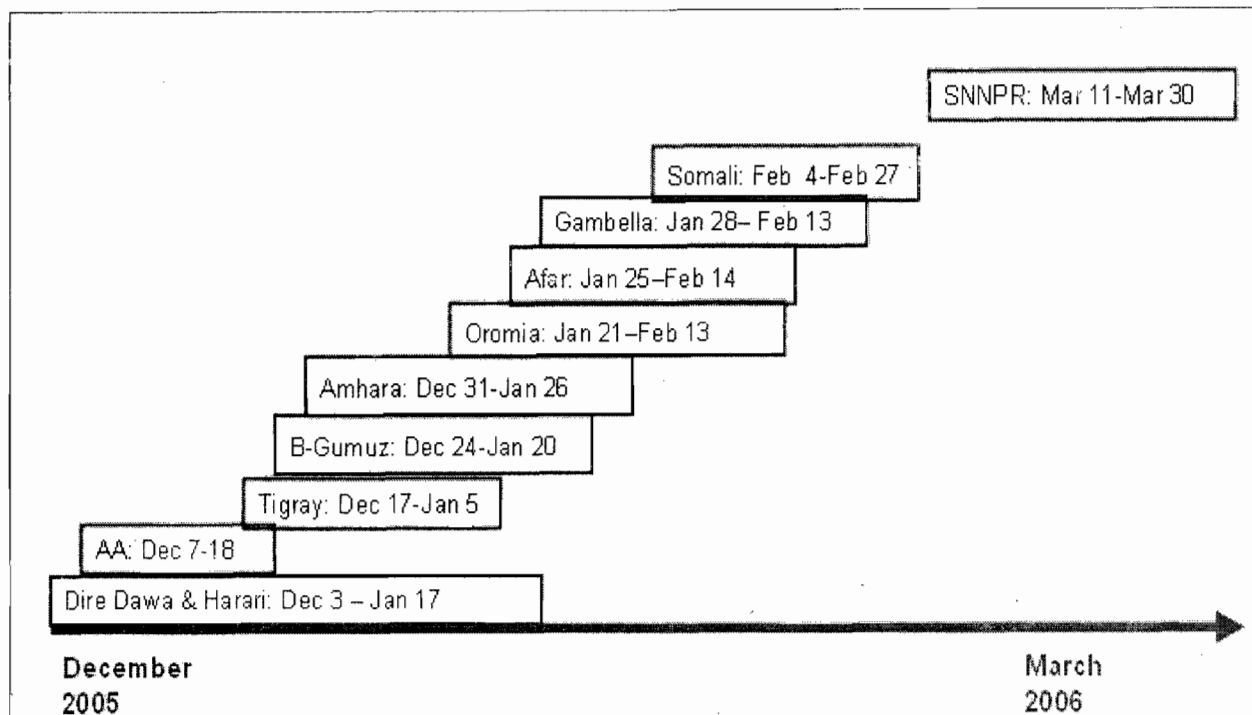 SNNPR: Mar 11-Mar 30
Somali: Feb 4-Feb 27
Gambella: Jan 28– Feb 13
Afar: Jan 25–Feb 14
Oromia: Jan 21–Feb 13
Amhara: Dec 31-Jan 26
B-Gumuz: Dec 24-Jan 20
Tigray: Dec 17-Jan 5
AA: Dec 7-18
Dire Dawa & Harari: Dec 3 – Jan 17
December
2005
March
2006